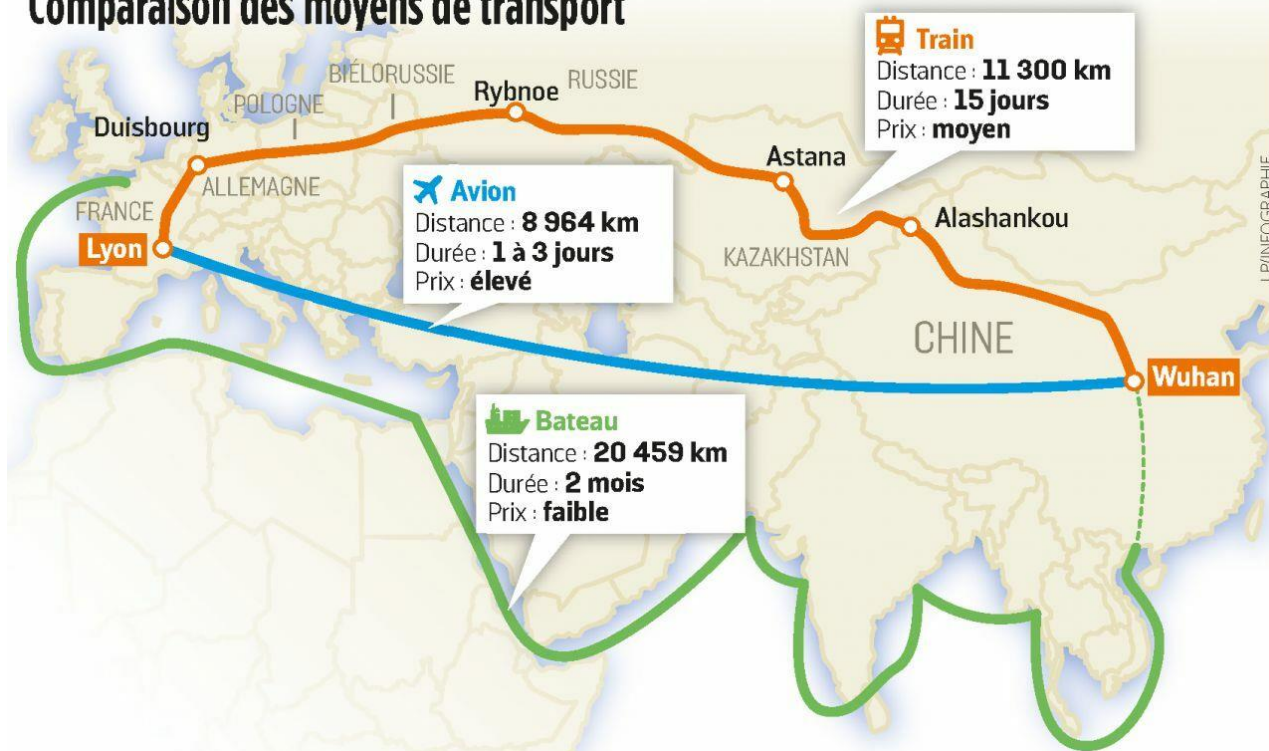 Comparaison des moyens de transport
Train
Distance : 11 300 km
Durée : 15 jours
Prix : moyen
BIÉLORUSSIE
RUSSIE
Rybnoe
POLOGNE
Duisbourg
Astana
ALLEMAGNE
Avion
Distance : 8 964 km
Durée : 1 à 3 jours
Prix : élevé
FRANCE
Lyon
Alashankou
KAZAKHSTAN
CHINE
Wuhan
Bateau
Distance : 20 459 km
Durée : 2 mois
Prix : faible
LP/INFOGRAPHIE